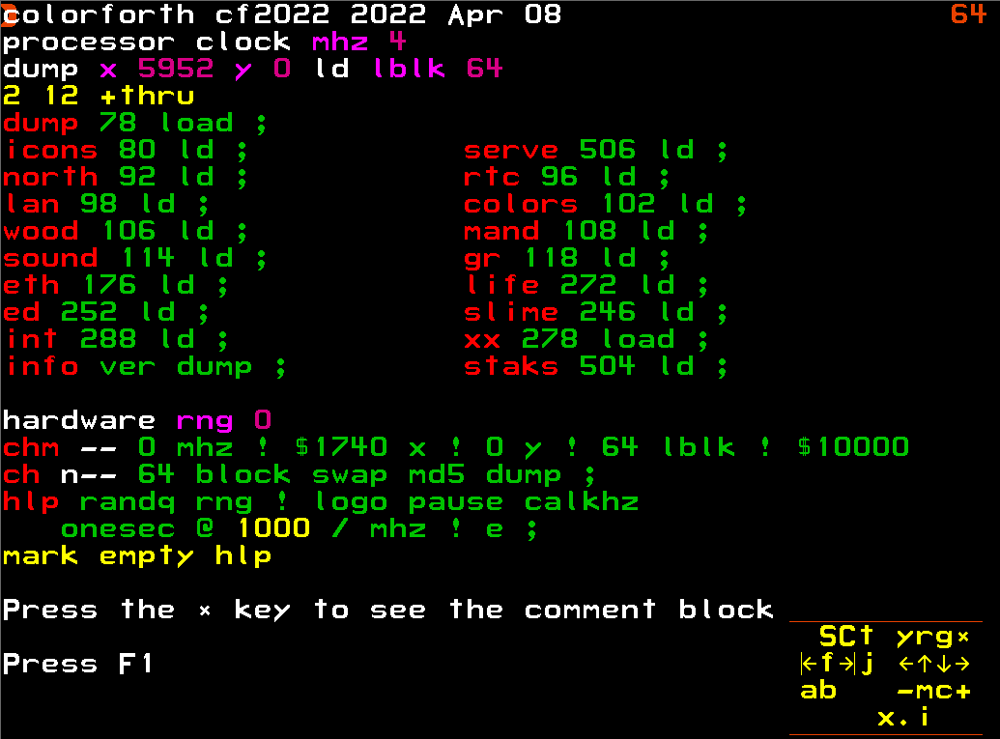 colorforth cf2022 2022 Apr 08 64
processor clock mhz 4
dump x 5952 y 0 ld lblk 64
2 12 +thru
dump 78 load ;
icons 80 ld ; serve 506 ld ;
north 92 ld ; rtc 96 ld ;
lan 98 ld ; colors 102 ld ;
wood 106 ld ; mand 108 ld ;
sound 114 ld ; gr 118 ld ;
eth 176 ld ; life 272 ld ;
ed 252 ld ; slime 246 ld ;
int 288 ld ; xx 278 load ;
info ver dump ; staks 504 ld ;
hardware rng 0
chm -- 0 mhz ! $1740 x ! 0 y ! 64 lblk ! $10000
ch n-- 64 block swap md5 dump ;
hlp randq rng ! logo pause calkhz
onesec @ 1000 / mhz ! e ;
mark empty hlp
Press the × key to see the comment block
Press F1
SCt yrg×
|←f→|j ←↑↓→
ab -mc+
x.i